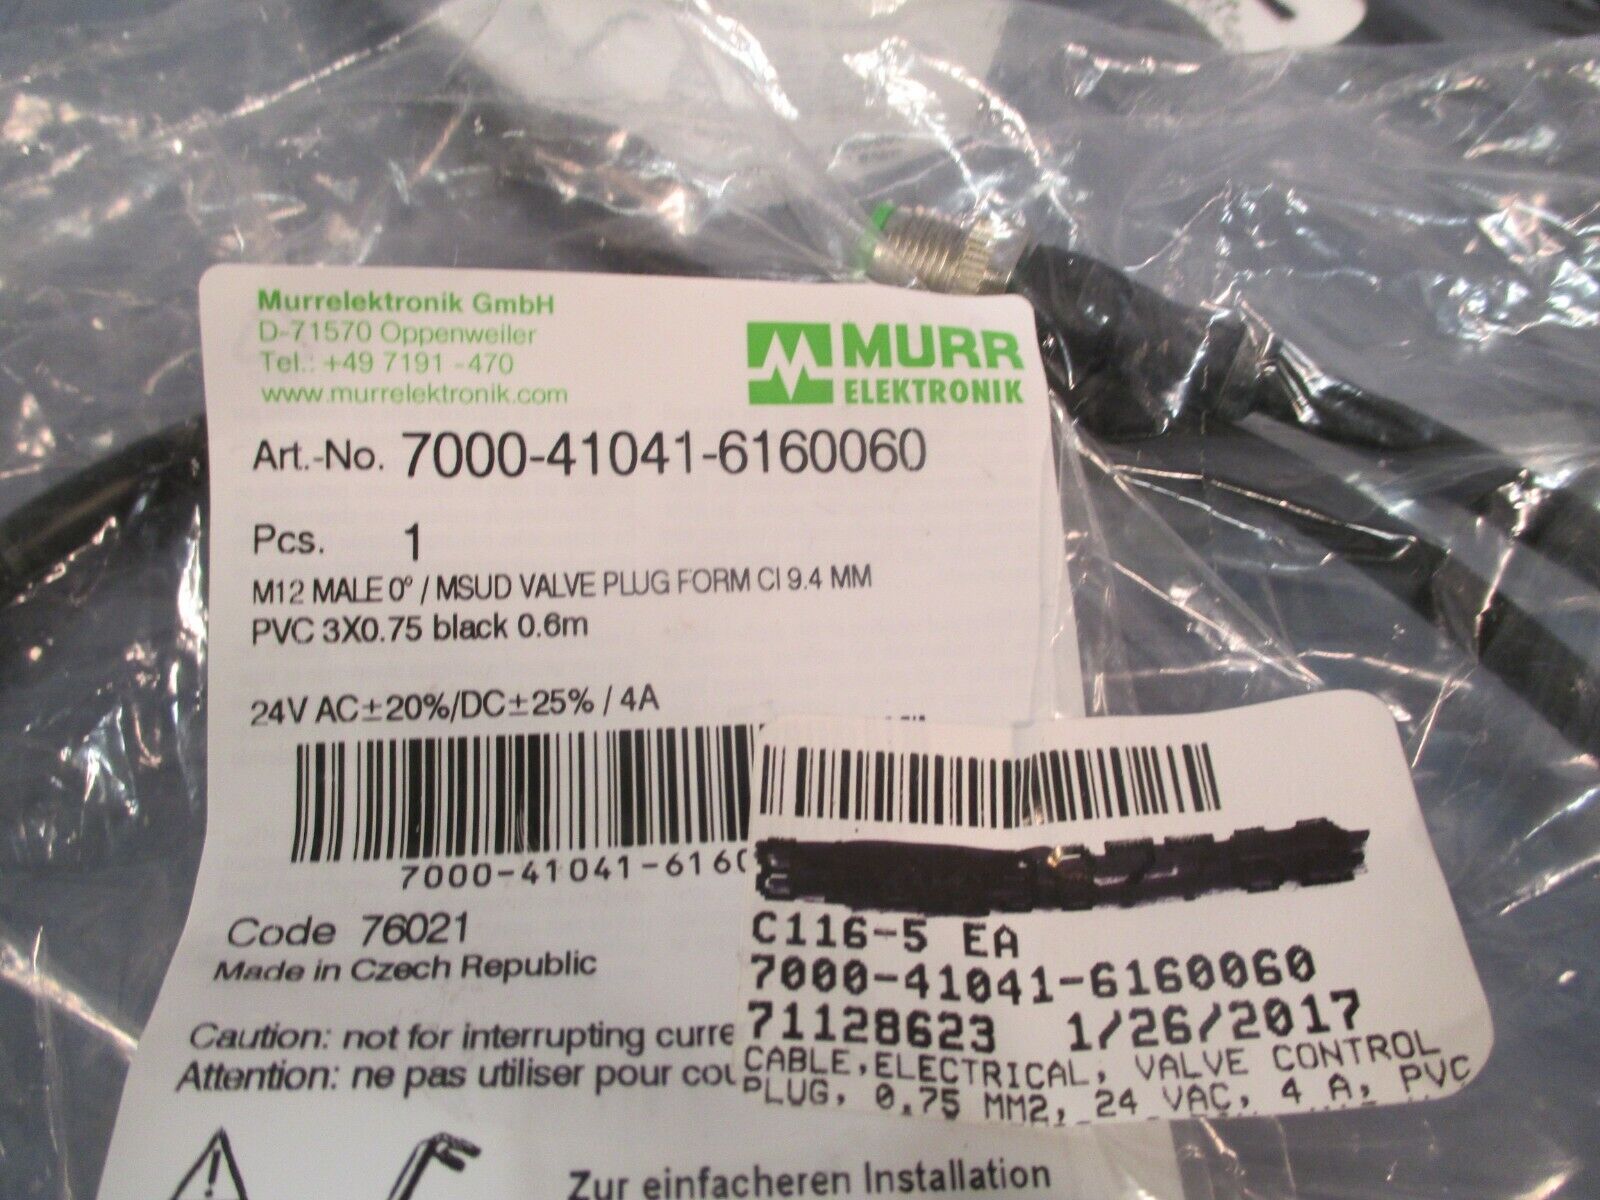 Murrelektronik GmbH
D-71570 Oppenweiler
Tel.: +49 7191 -470
www.murrelektronik.com
MURR
ELEKTRONIK
Art.-No. 7000-41041-6160060
Pcs. 1
M12 MALE 0° / MSUD VALVE PLUG FORM CI 9.4 MM
PVC 3X0.75 black 0.6m
24V AC±20%/DC±25% / 4A
7000-41041-6160
Code 76021
Made in Czech Republic
Caution: not for interrupting curre
Attention: ne pas utiliser pour cou
Zur einfacheren Installation
C116-5 EA
7000-41041-6160060
71128623 1/26/2017
CABLE,ELECTRICAL, VALVE CONTROL
PLUG, 0.75 MM2, 24 VAC, 4 A, PVC